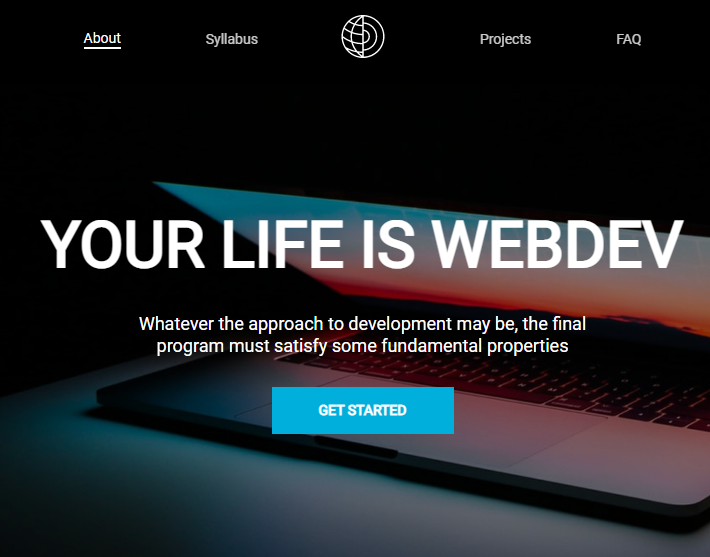 About Syllabus Projects FAQ
YOUR LIFE IS WEBDEV
Whatever the approach to development may be, the final
program must satisfy some fundamental properties
GET STARTED